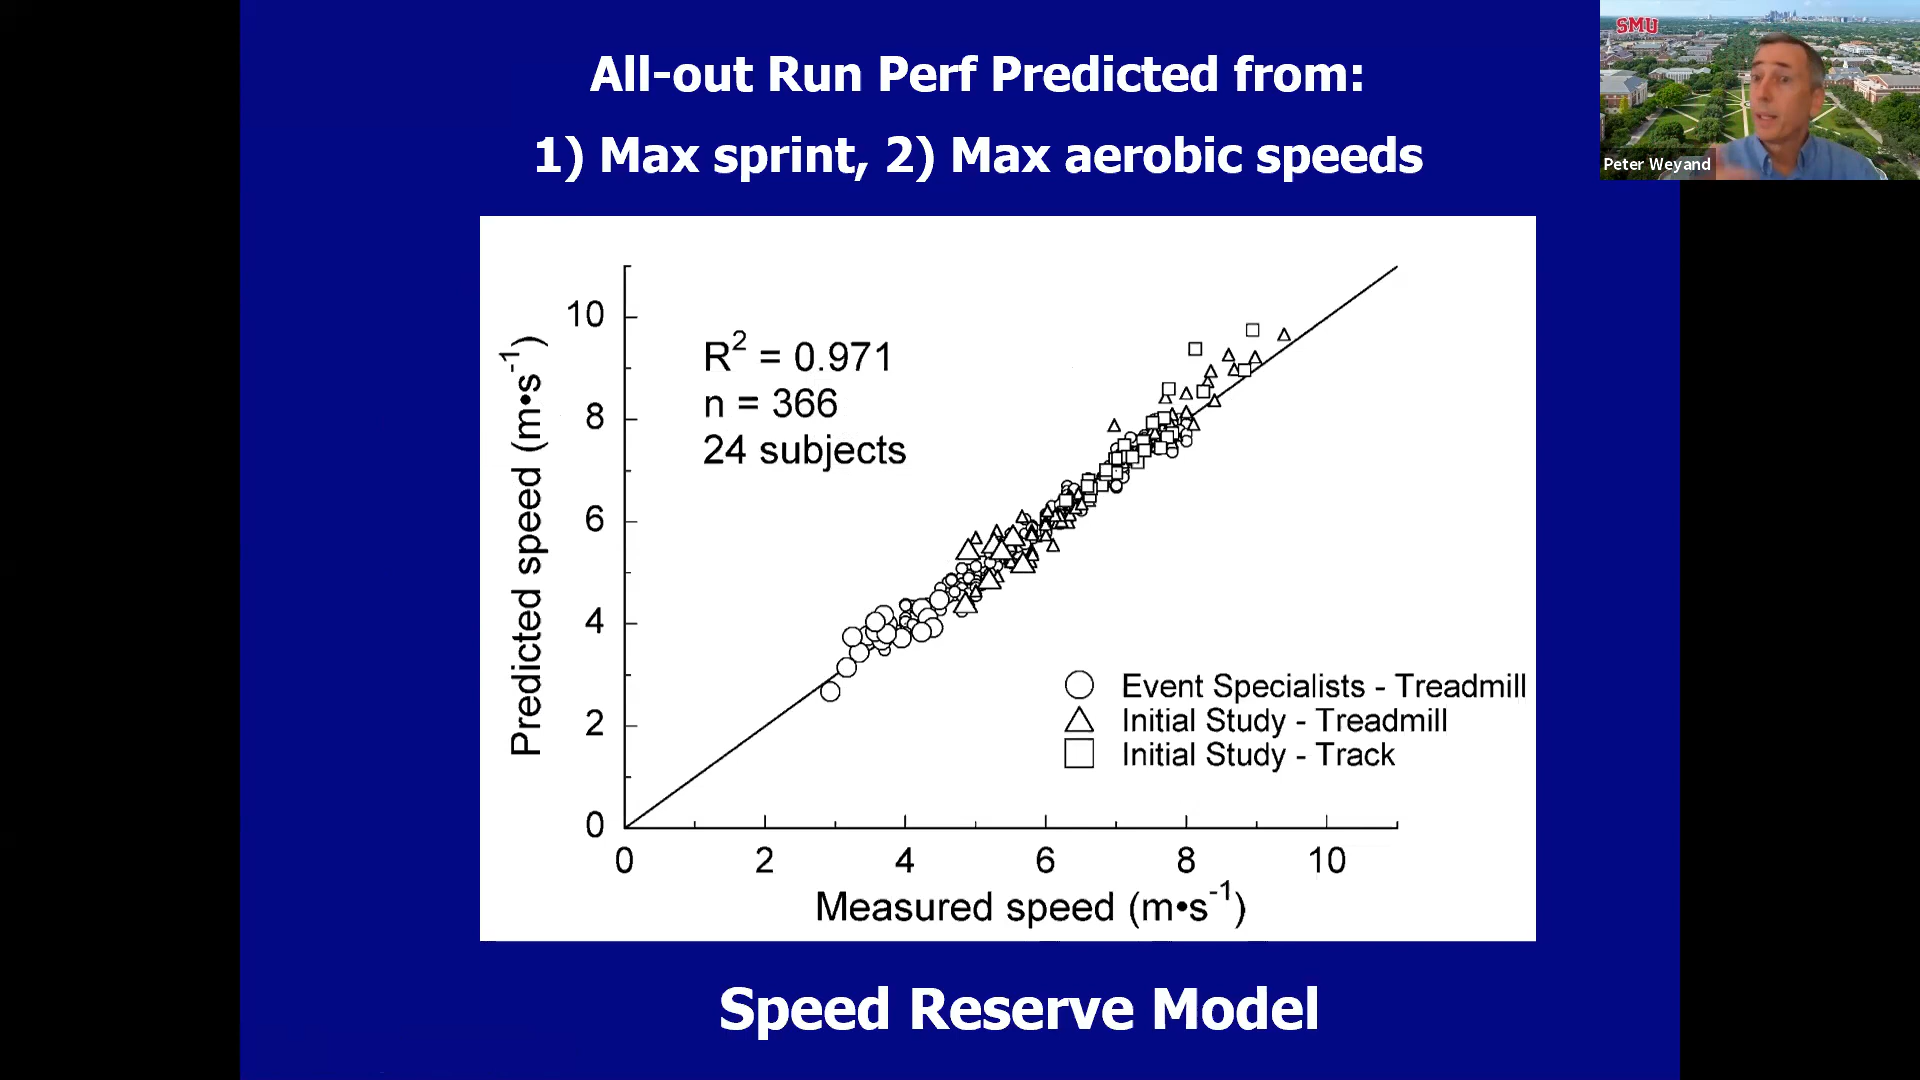 All-out Run Perf Predicted from:
1) Max sprint, 2) Max aerobic speeds
SMU
Peter Weyand
R² = 0.971
n = 366
24 subjects
Predicted speed (m•s⁻¹)
10
8
6
4
2
0
Event Specialists - Treadmill
Initial Study - Treadmill
Initial Study - Track
0 2 4 6 8 10
Measured speed (m•s⁻¹)
Speed Reserve Model